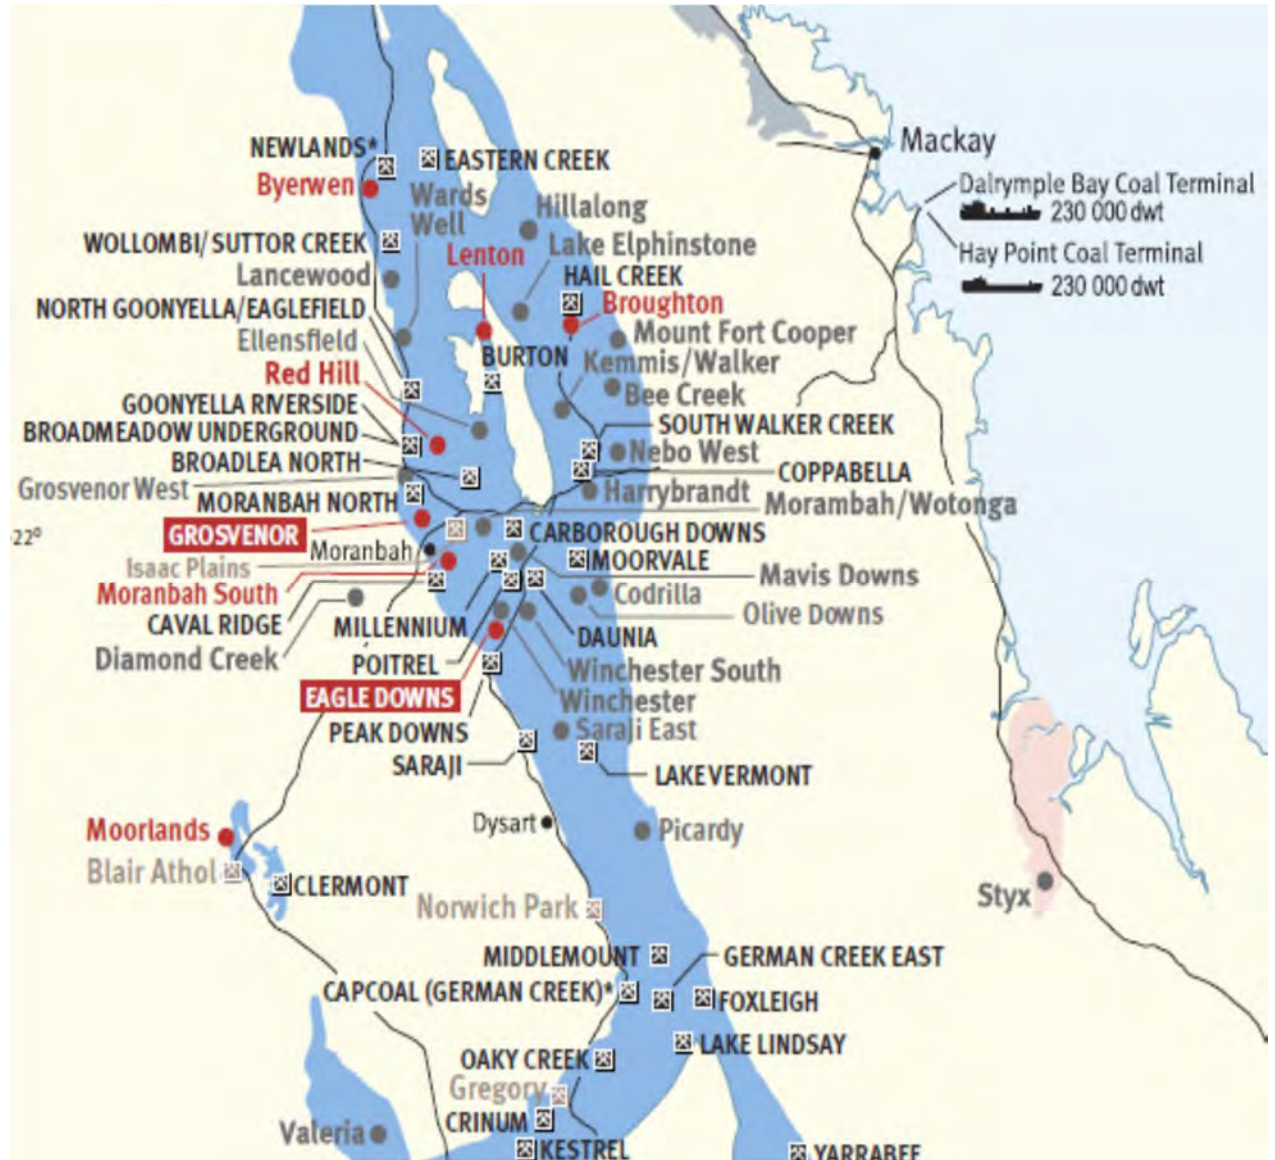 NEWLANDS*
EASTERN CREEK
Mackay
Byerwen
Wards
Well
Hillalong
Dalrymple Bay Coal Terminal
230 000 dwt
WOLLOMBI/SUTTOR CREEK
Lenton
Lake Elphinstone
Hay Point Coal Terminal
230 000 dwt
Lancewood
HAIL CREEK
NORTH GOONYELLA/EAGLEFIELD
Broughton
Ellensfield
Mount Fort Cooper
BURTON
Kemmis/Walker
Red Hill
Bee Creek
GOONYELLA RIVERSIDE
SOUTH WALKER CREEK
BROADMEADOW UNDERGROUND
Nebo West
BROADLEA NORTH
COPPABELLA
Grosvenor West
Harrybrandt
MORANBAH NORTH
Morambah/Wotonga
22°
GROSVENOR
CARBOROUGH DOWNS
Moranbah
MOORVALE
Isaac Plains
Mavis Downs
Moranbah South
Codrilla
Olive Downs
CAVAL RIDGE
MILLENNIUM
DAUNIA
Diamond Creek
POITREL
Winchester South
EAGLE DOWNS
Winchester
PEAK DOWNS
Saraji East
SARAJI
LAKE VERMONT
Moorlands
Dysart
Picardy
Blair Athol
CLERMONT
Styx
Norwich Park
MIDDLEMOUNT
GERMAN CREEK EAST
CAPCOAL (GERMAN CREEK)*
FOXLEIGH
LAKE LINDSAY
OAKY CREEK
Gregory
CRINUM
Valeria
KESTREL
YARRABEE